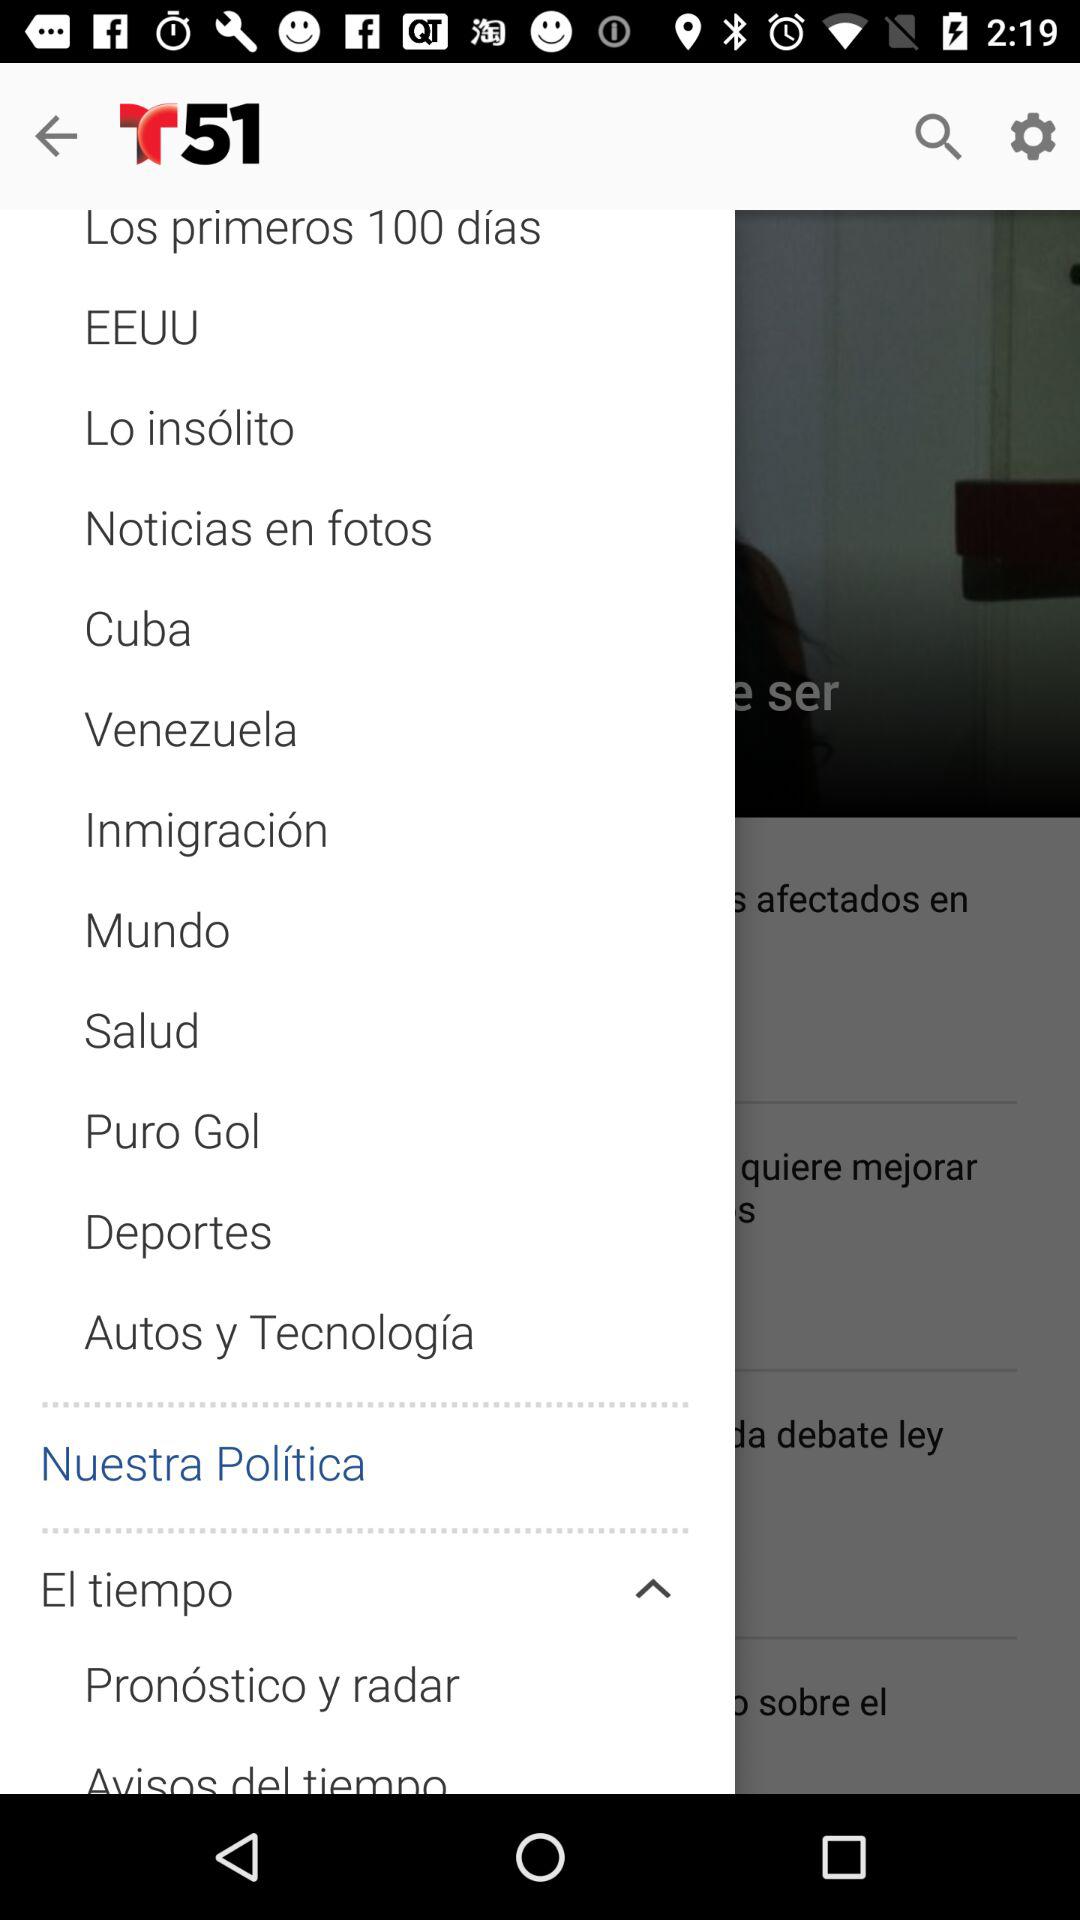 2:19
T51
Los primeros 100 días
EEUU
Lo insólito
Noticias en fotos
Cuba
e ser
Venezuela
Inmigración
s afectados en
Mundo
Salud
Puro Gol
quiere mejorar
s
Deportes
Autos y Tecnología
da debate ley
Nuestra Política
El tiempo
Pronóstico y radar
o sobre el
Avisos del tiempo